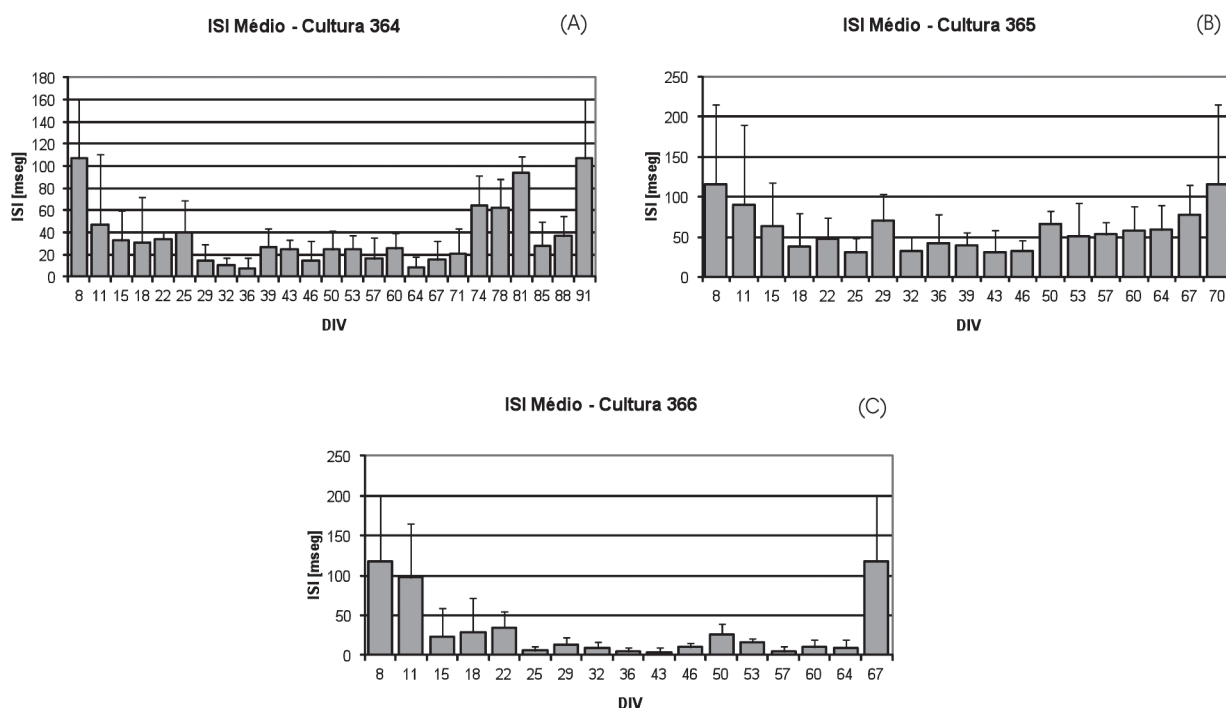 ISI Médio - Cultura 364
(A)
180
160
140
120
100
80
60
40
20
0
ISI [mseg]
8 11 15 18 22 25 29 32 36 39 43 46 50 53 57 60 64 67 71 74 78 81 85 88 91
DIV
ISI Médio - Cultura 365
(B)
250
200
150
100
50
0
ISI [mseg]
8 11 15 18 22 25 29 32 36 39 43 46 50 53 57 60 64 67 70
DIV
ISI Médio - Cultura 366
(C)
250
200
150
100
50
0
ISI [mseg]
8 11 15 18 22 25 29 32 36 43 46 50 53 57 60 64 67
DIV